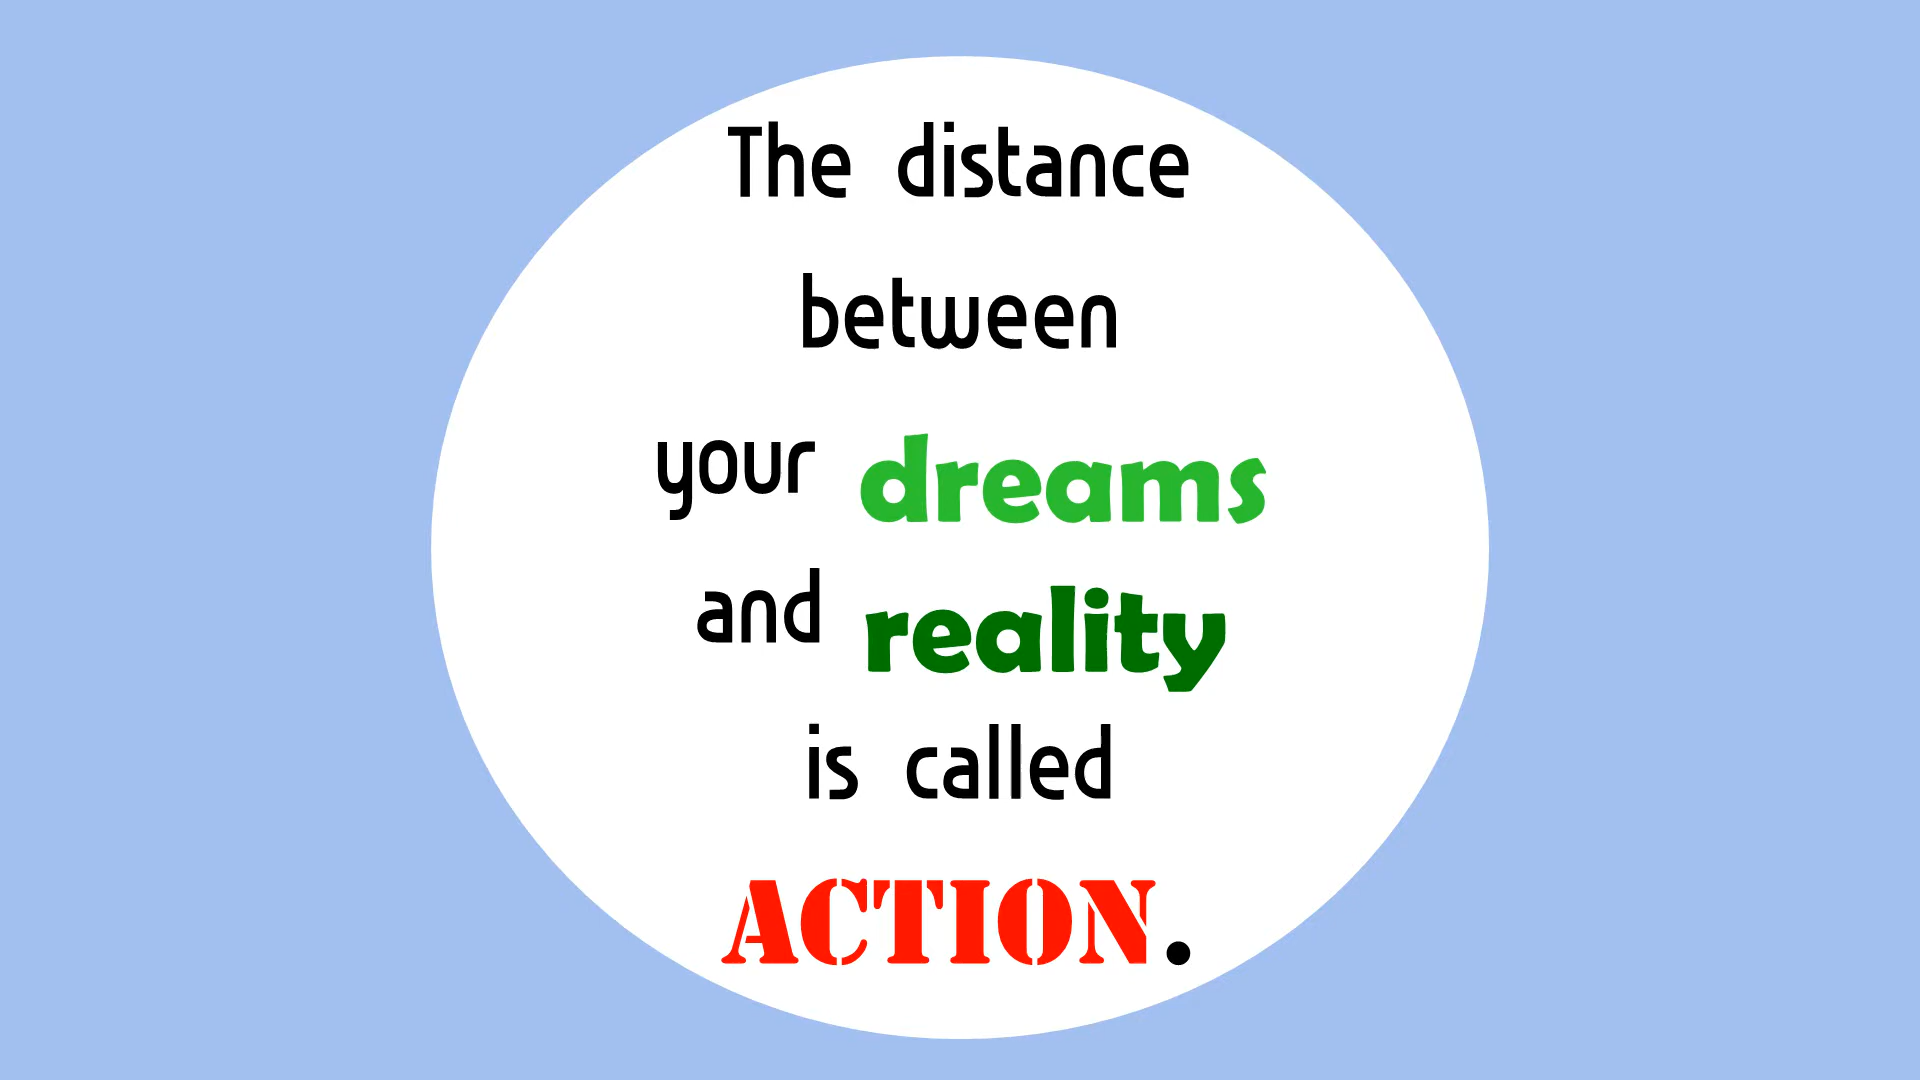 The distance
between
your dreams
and reality
is called
ACTION.